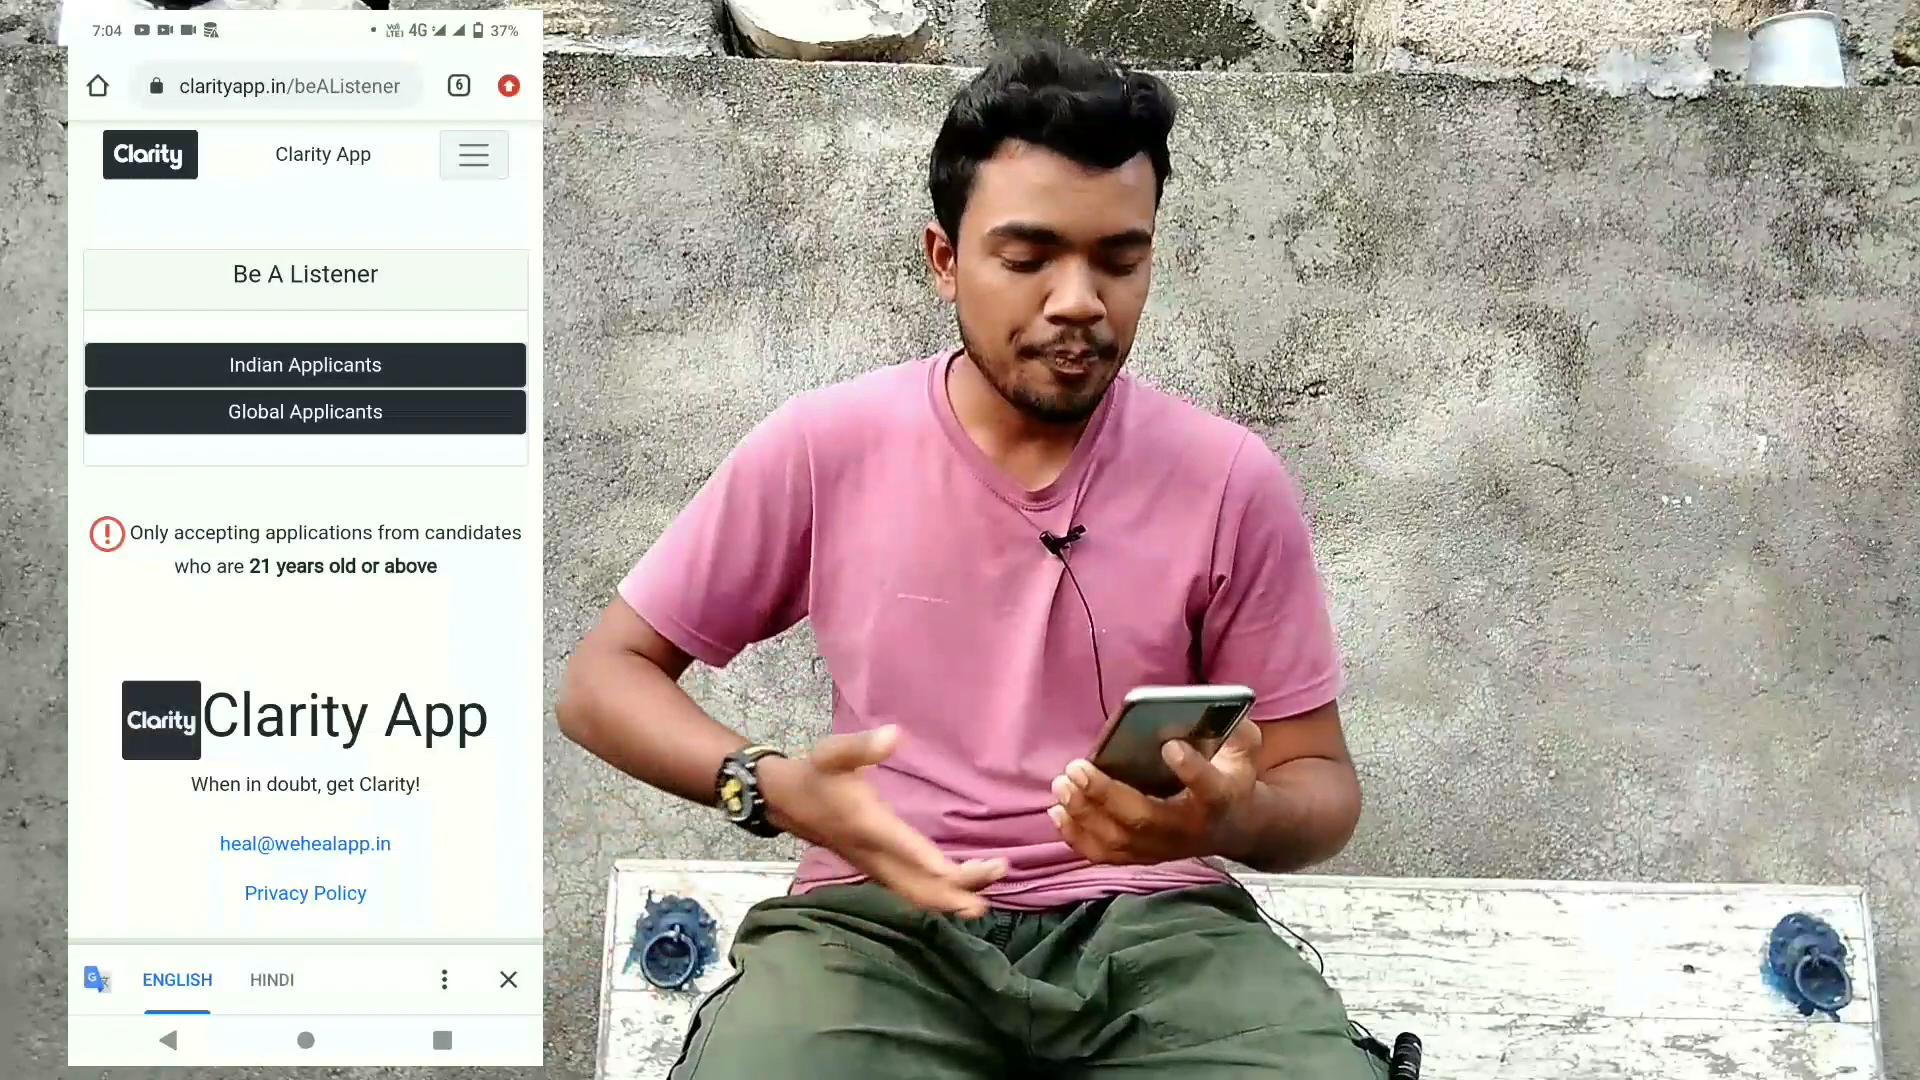 7:04
4G
37%
clarityapp.in/beAListener
6
Clarity
Clarity App
Be A Listener
Indian Applicants
Global Applicants
Only accepting applications from candidates
who are 21 years old or above
Clarity
Clarity App
When in doubt, get Clarity!
heal@wehealapp.in
Privacy Policy
ENGLISH
HINDI